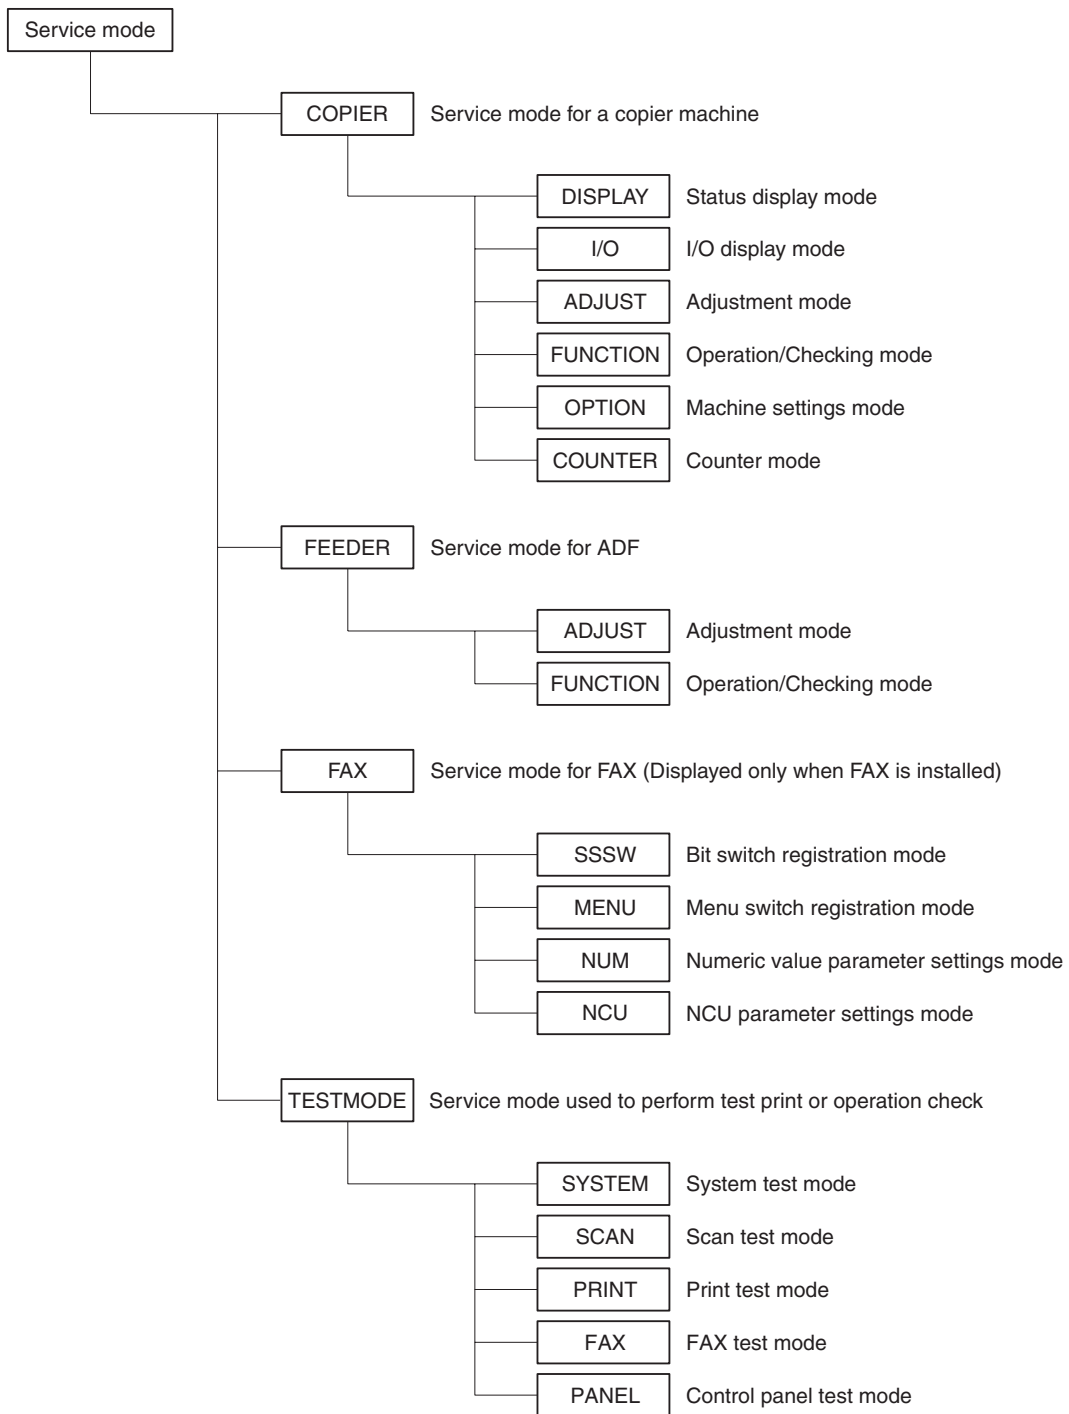 Service mode
COPIER Service mode for a copier machine
DISPLAY Status display mode
I/O I/O display mode
ADJUST Adjustment mode
FUNCTION Operation/Checking mode
OPTION Machine settings mode
COUNTER Counter mode
FEEDER Service mode for ADF
ADJUST Adjustment mode
FUNCTION Operation/Checking mode
FAX Service mode for FAX (Displayed only when FAX is installed)
SSSW Bit switch registration mode
MENU Menu switch registration mode
NUM Numeric value parameter settings mode
NCU NCU parameter settings mode
TESTMODE Service mode used to perform test print or operation check
SYSTEM System test mode
SCAN Scan test mode
PRINT Print test mode
FAX FAX test mode
PANEL Control panel test mode